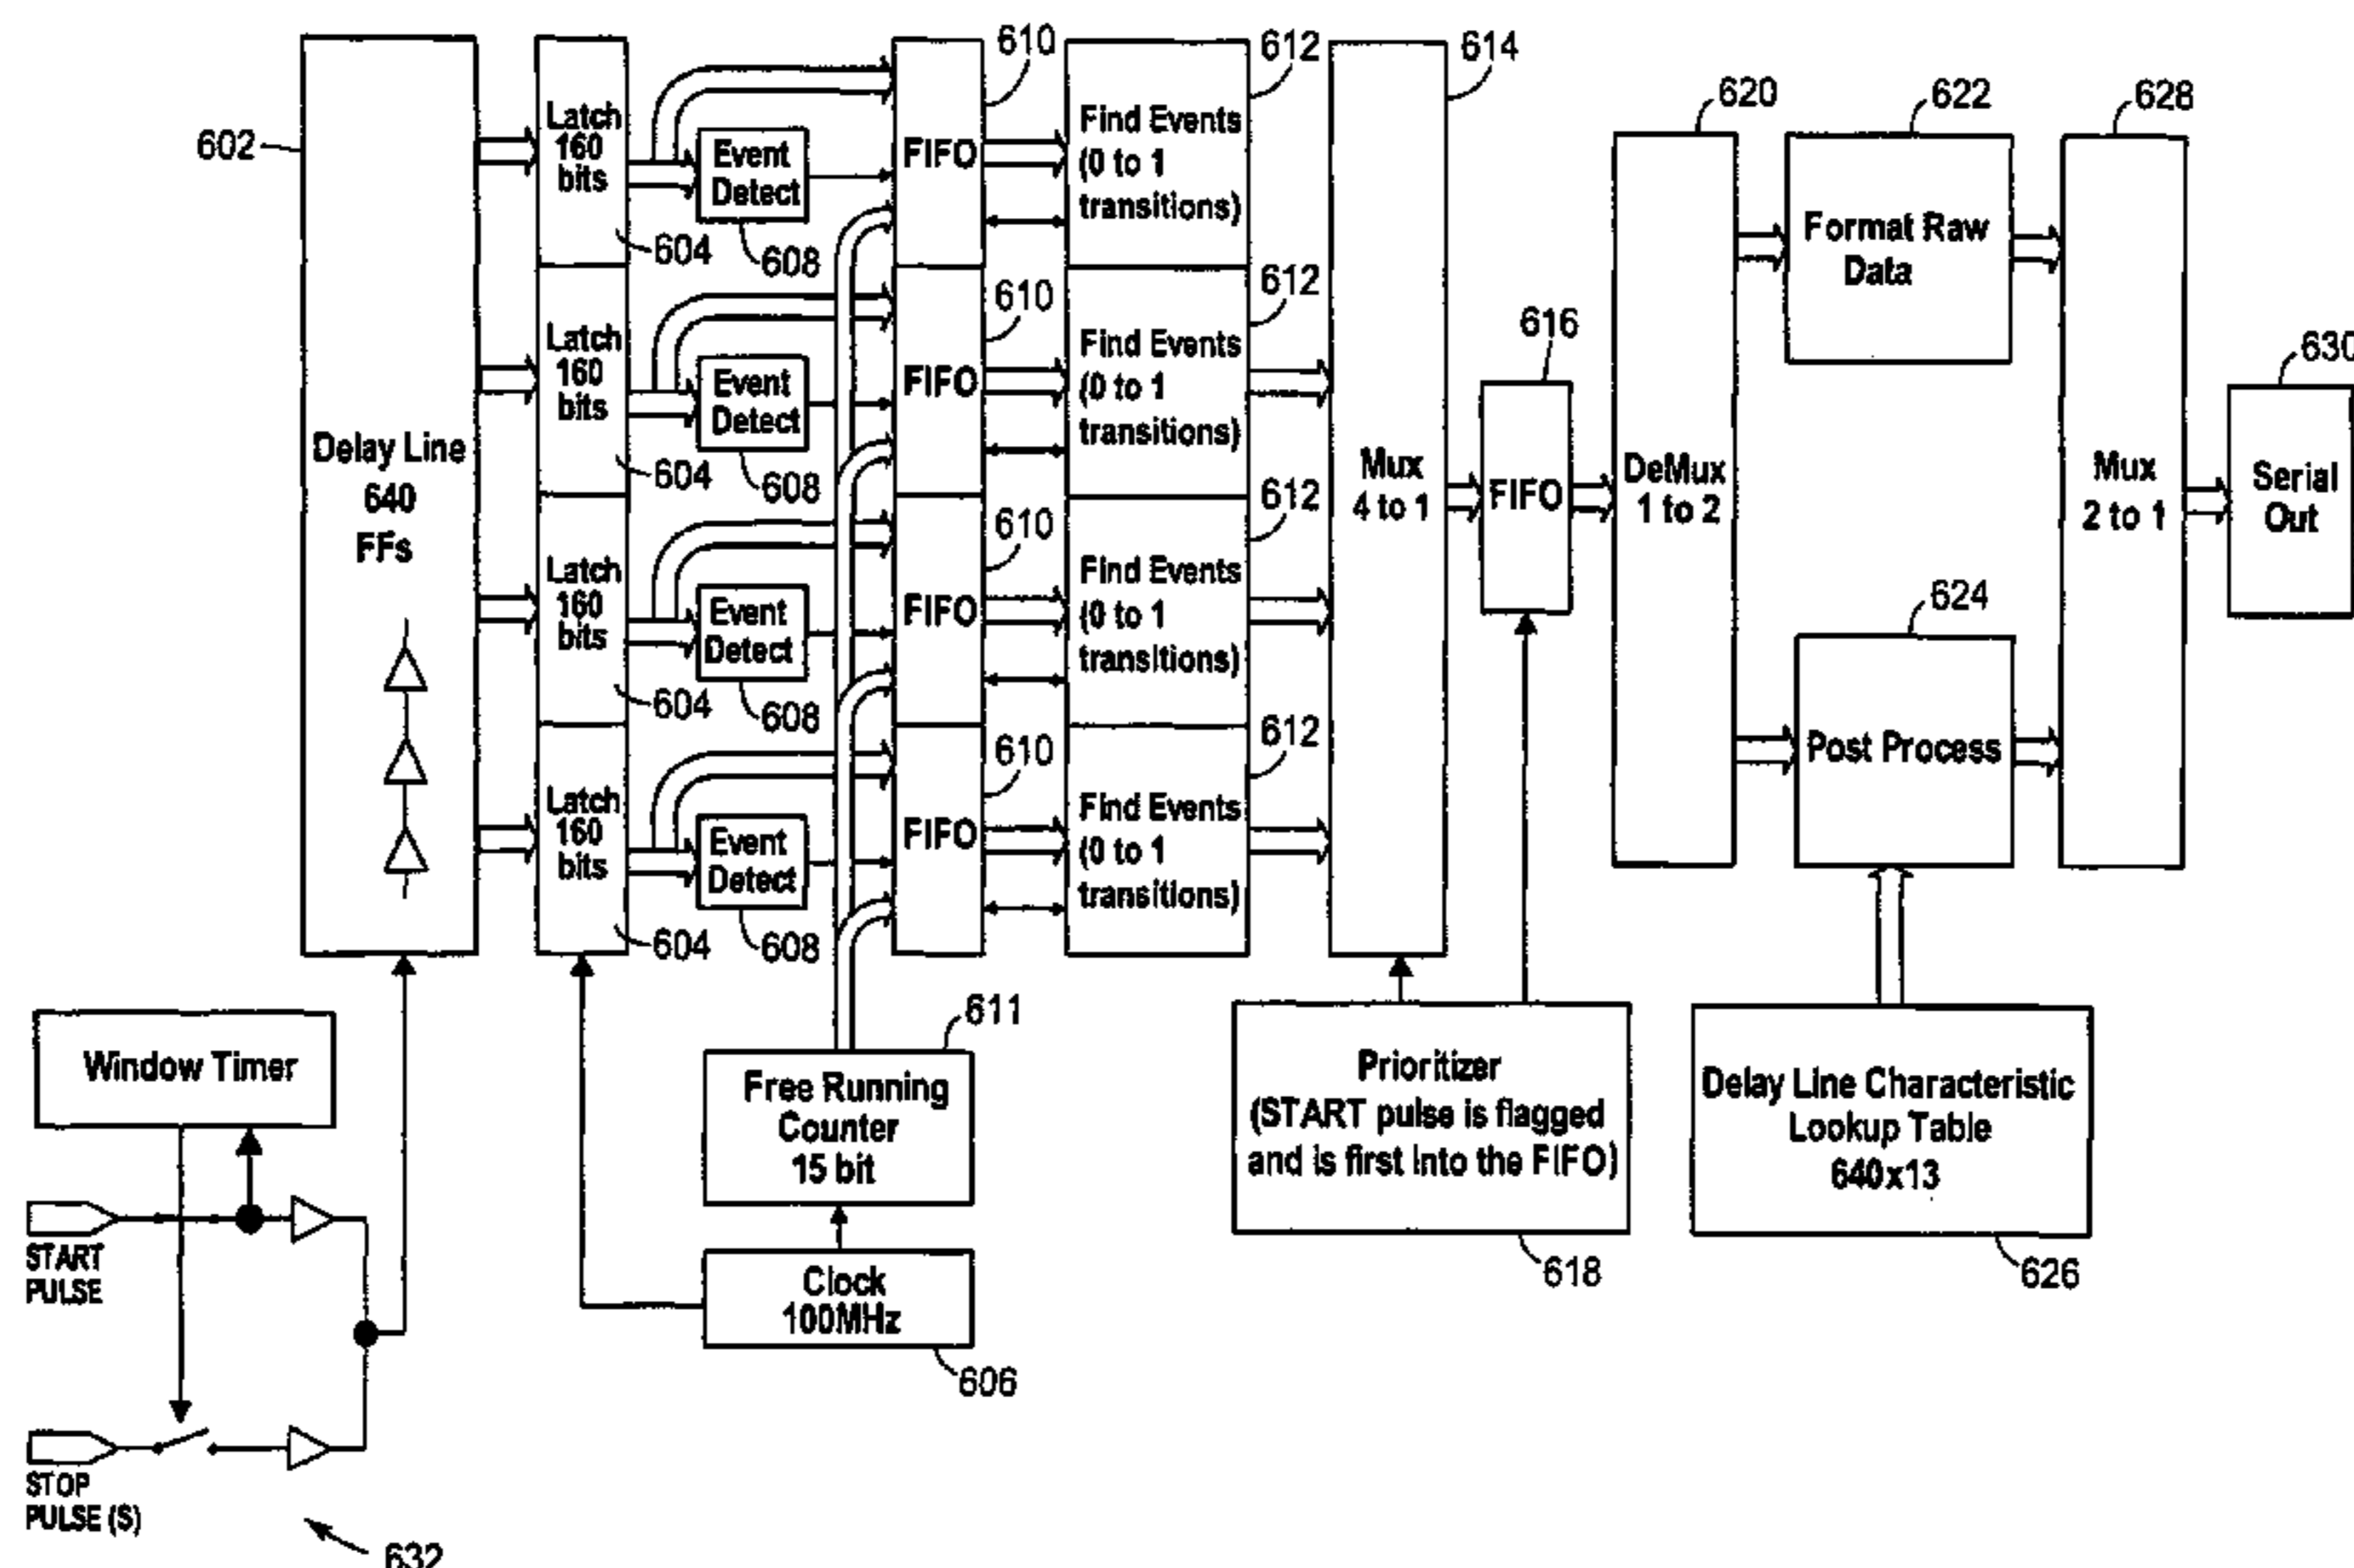 602
Delay Line
640
FFs
Latch
160
bits
604
Event
Detect
608
FIFO
610
Find Events
(0 to 1
transitions)
612
Latch
160
bits
604
Event
Detect
608
FIFO
610
Find Events
(0 to 1
transitions)
612
Latch
160
bits
604
Event
Detect
608
FIFO
610
Find Events
(0 to 1
transitions)
612
Latch
160
bits
604
Event
Detect
608
FIFO
610
Find Events
(0 to 1
transitions)
612
614
Mux
4 to 1
616
FIFO
620
DeMux
1 to 2
622
Format Raw
Data
624
Post Process
628
Mux
2 to 1
630
Serial
Out
Window Timer
START
PULSE
STOP
PULSE (S)
632
611
Free Running
Counter
15 bit
Clock
100MHz
606
Prioritizer
(START pulse is flagged
and is first into the FIFO)
618
Delay Line Characteristic
Lookup Table
640x13
626